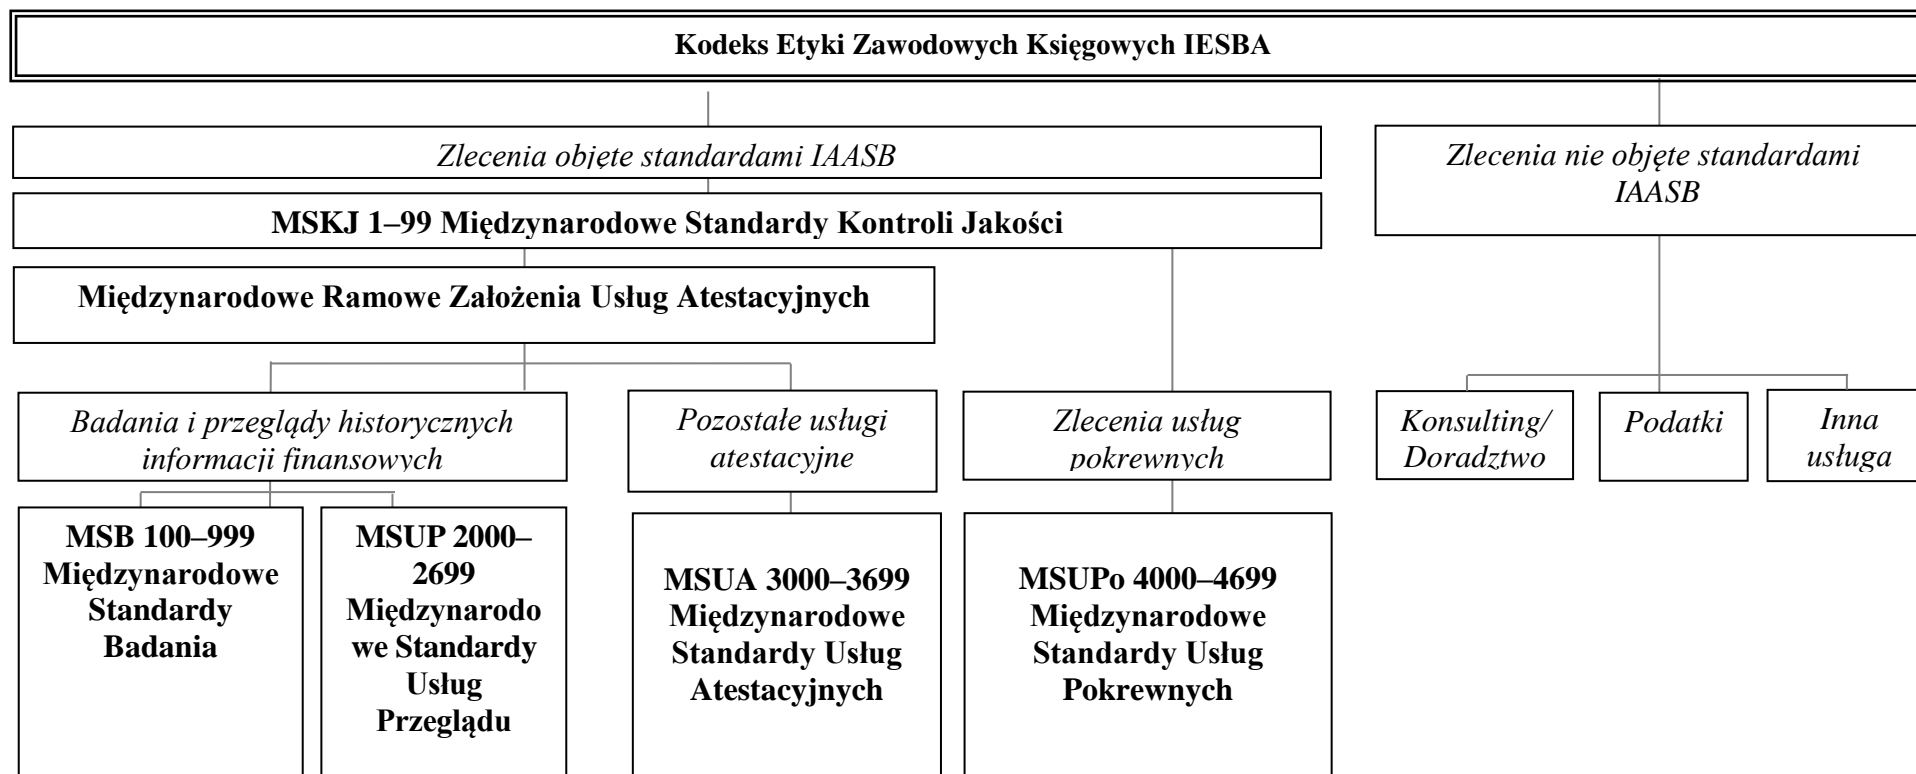 Kodeks Etyki Zawodowych Księgowych IESBA
Zlecenia objęte standardami IAASB
Zlecenia nie objęte standardami
IAASB
MSKJ 1–99 Międzynarodowe Standardy Kontroli Jakości
Międzynarodowe Ramowe Założenia Usług Atestacyjnych
Badania i przeglądy historycznych
informacji finansowych
Pozostałe usługi
atestacyjne
Zlecenia usług
pokrewnych
Konsulting/
Doradztwo
Podatki
Inna
usługa
MSB 100–999
Międzynarodowe
Standardy
Badania
MSUP 2000–
2699
Międzynarodo
we Standardy
Usług
Przeglądu
MSUA 3000–3699
Międzynarodowe
Standardy Usług
Atestacyjnych
MSUPo 4000–4699
Międzynarodowe
Standardy Usług
Pokrewnych